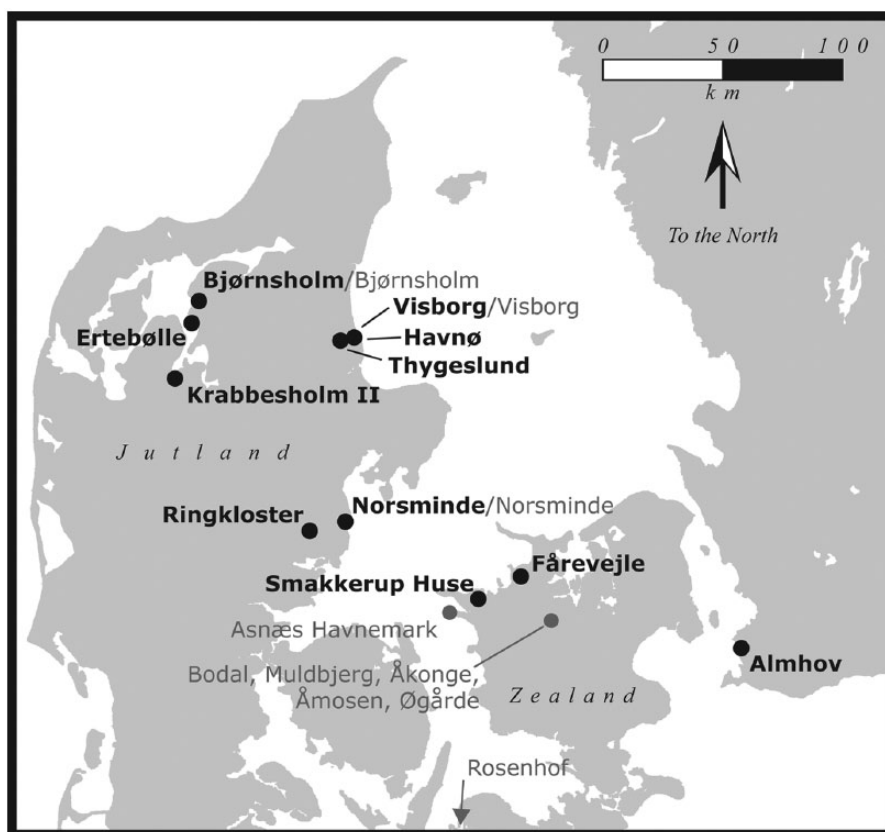 0 50 100
km
To the North
Bjørnsholm/Bjørnsholm
Visborg/Visborg
Ertebølle
Havnø
Thygeslund
Krabbesholm II
Jutland
Norsminde/Norsminde
Ringkloster
Fårevejle
Smakkerup Huse
Asnæs Havnemark
Almhov
Bodal, Muldbjerg, Åkonge,
Åmosen, Øgårde
Zealand
Rosenhof